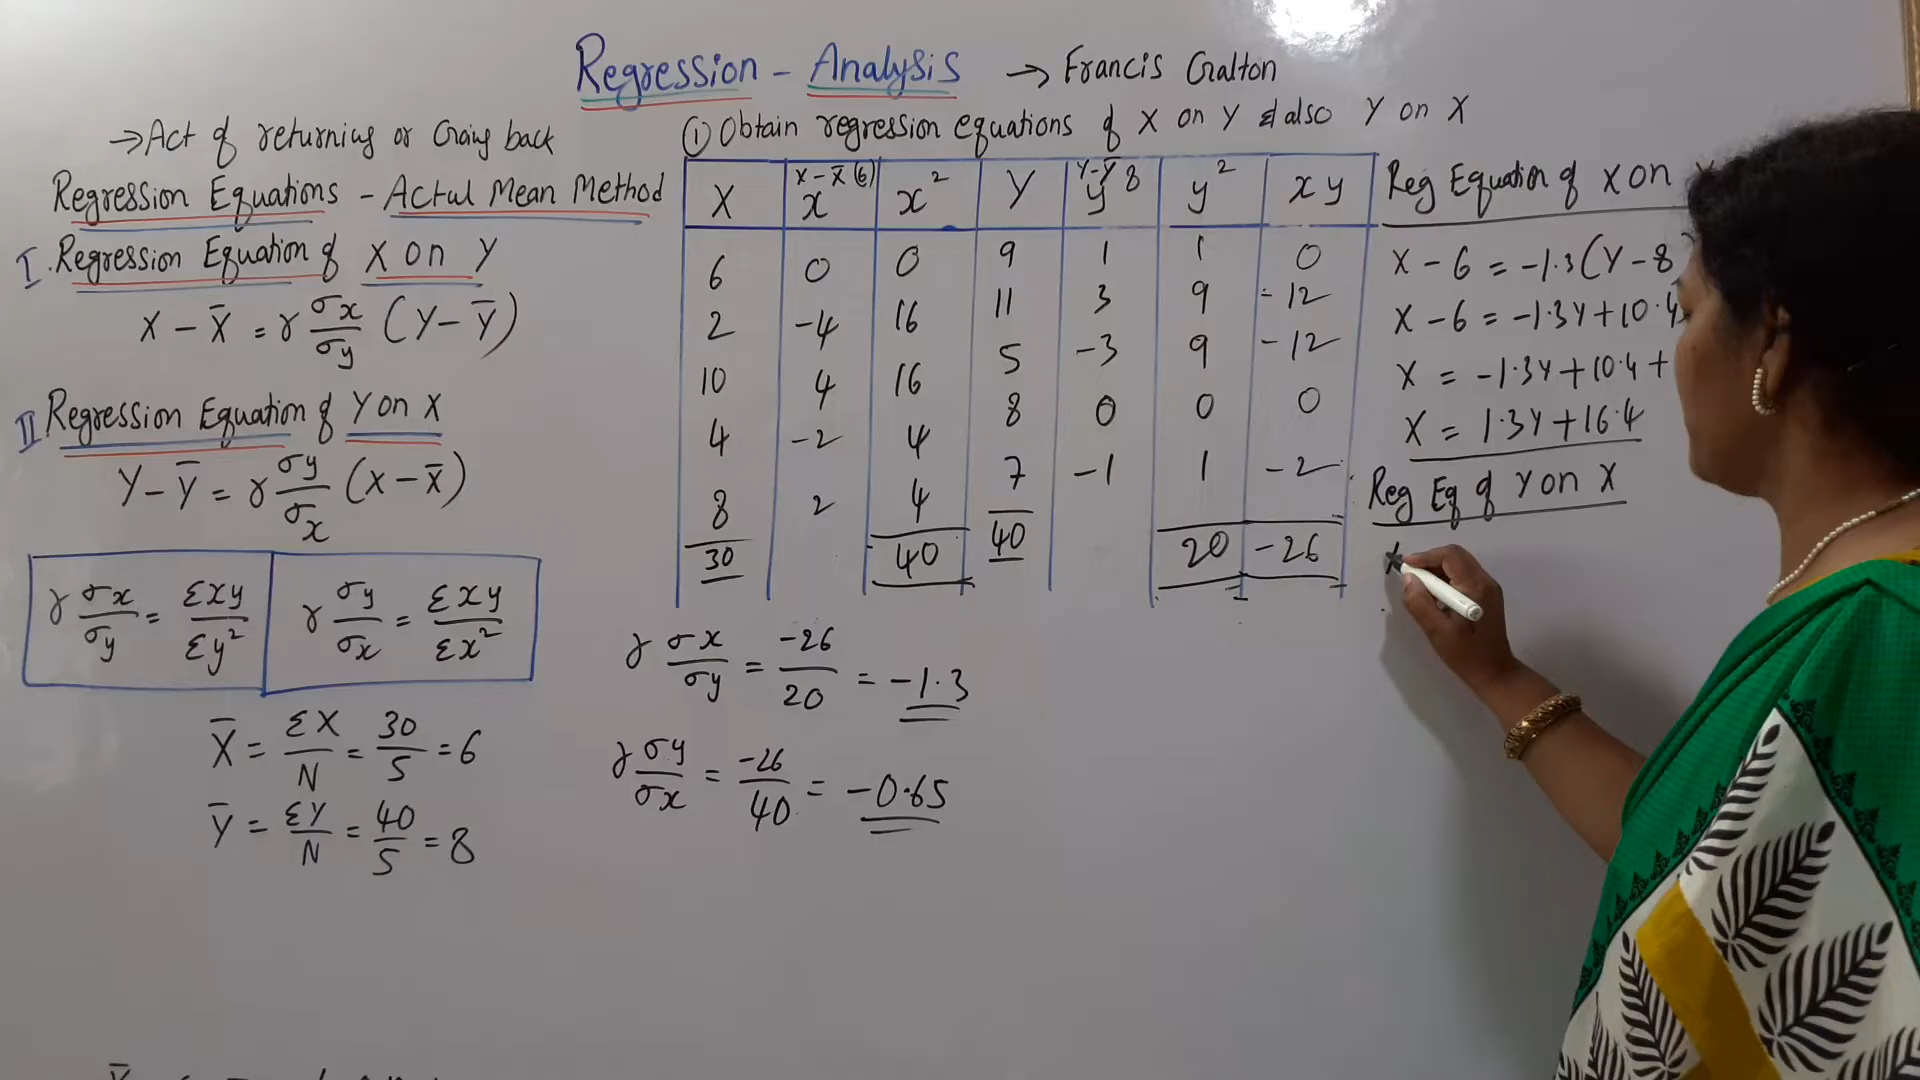 Regression - Analysis → Francis Gralton
→ Act of returning or Going back
Regression Equations - Actul Mean Method
I. Regression Equation of X on Y
X - X̄ = r σx/σy (Y - Ȳ)
II Regression Equation of Y on X
Y - Ȳ = r σy/σx (X - X̄)
r σx/σy = Σxy/Σy² r σy/σx = Σxy/Σx²
X̄ = ΣX/N = 30/5 = 6
Ȳ = ΣY/N = 40/5 = 8
① Obtain regression equations of X on Y & also Y on X
X X - X̄ (6) x x² Y Y - Ȳ 8 y y² xy
6 0 0 9 1 1 0
2 -4 16 11 3 9 -12
10 4 16 5 -3 9 -12
4 -2 4 8 0 0 0
8 2 4 7 -1 1 -2
30 40 40 20 -26
r σx/σy = -26/20 = -1.3
r σy/σx = -26/40 = -0.65
Reg Equation of X on
X - 6 = -1.3(Y - 8
X - 6 = -1.3Y + 10.4
X = -1.3Y + 10.4 +
X = 1.3Y + 16.4
Reg Eq of Y on X